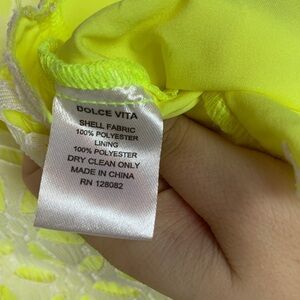 DOLCE VITA
SHELL FABRIC
100% POLYESTER
LINING
100% POLYESTER
DRY CLEAN ONLY
MADE IN CHINA
RN 128082